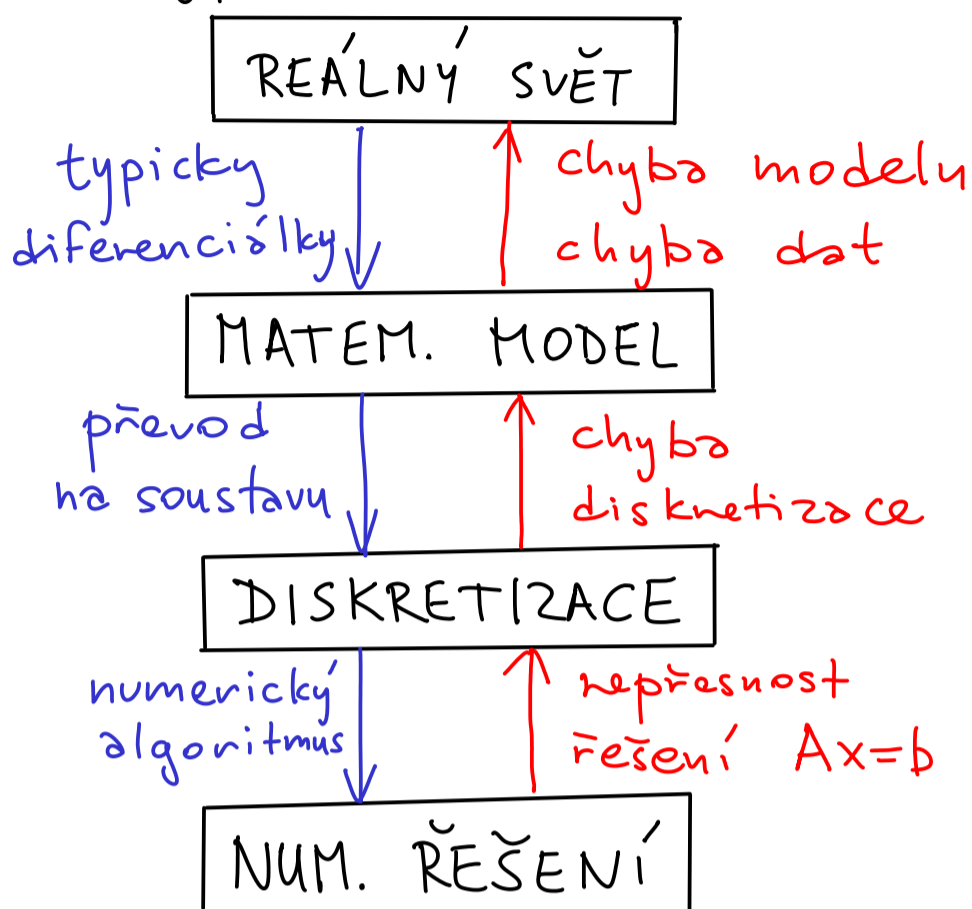 REÁLNÝ SVĚT
typicky
diferenciálky
chyba modelu
chyba dat
MATEM. MODEL
převod
na soustavu
chyba
diskretizace
DISKRETIZACE
numerický
algoritmus
nepřesnost
řešení Ax=b
NUM. ŘEŠENÍ